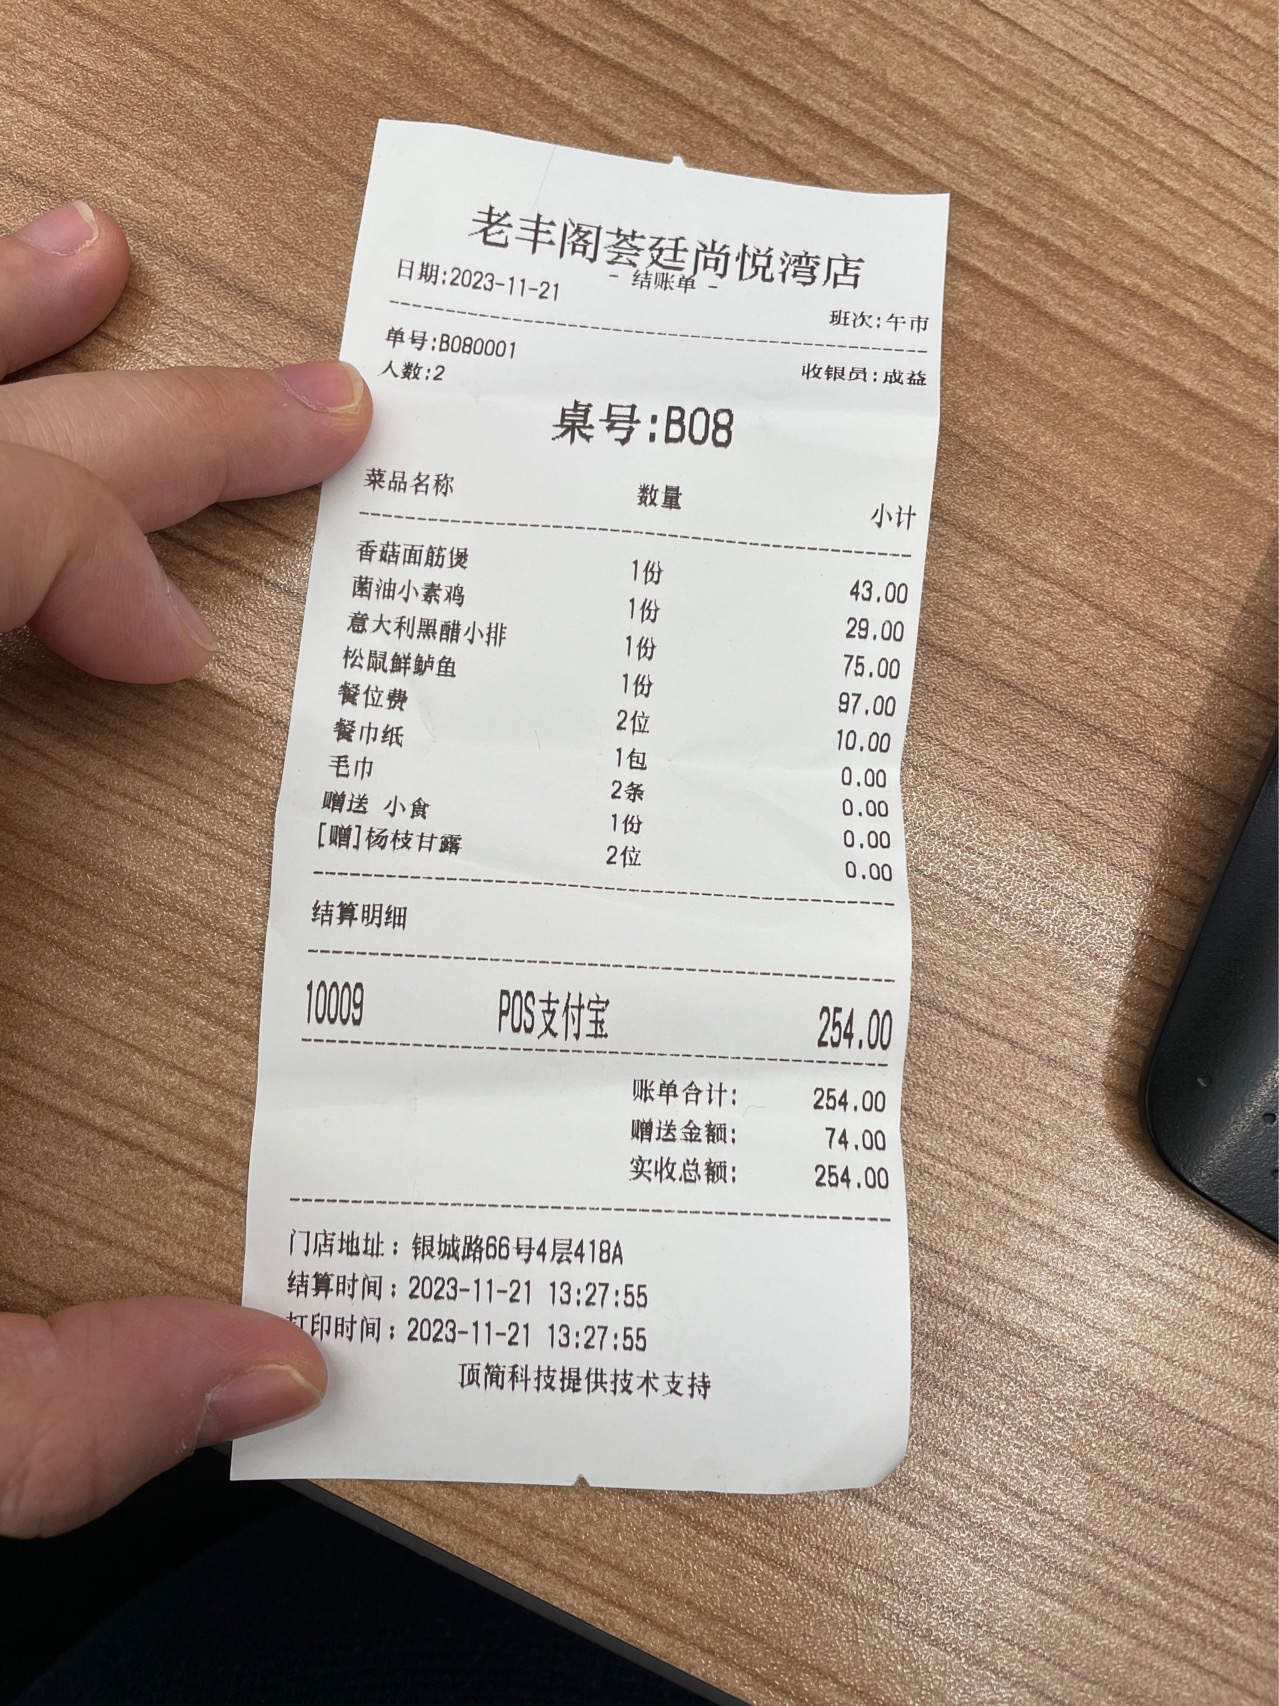 老丰阁荟廷尚悦湾店
- 结账单 -
日期:2023-11-21
班次:午市
单号:B080001
人数:2 收银员:成益
桌号:B08
菜品名称 数量 小计
香菇面筋煲 1份 43.00
菌油小素鸡 1份 29.00
意大利黑醋小排 1份 75.00
松鼠鲜鲈鱼 1份 97.00
餐位费 2位 10.00
餐巾纸 1包 0.00
毛巾 2条 0.00
赠送 小食 1份 0.00
[赠]杨枝甘露 2位 0.00
结算明细
10009 POS支付宝 254.00
账单合计: 254.00
赠送金额: 74.00
实收总额: 254.00
门店地址：银城路66号4层418A
结算时间：2023-11-21 13:27:55
打印时间：2023-11-21 13:27:55
顶简科技提供技术支持